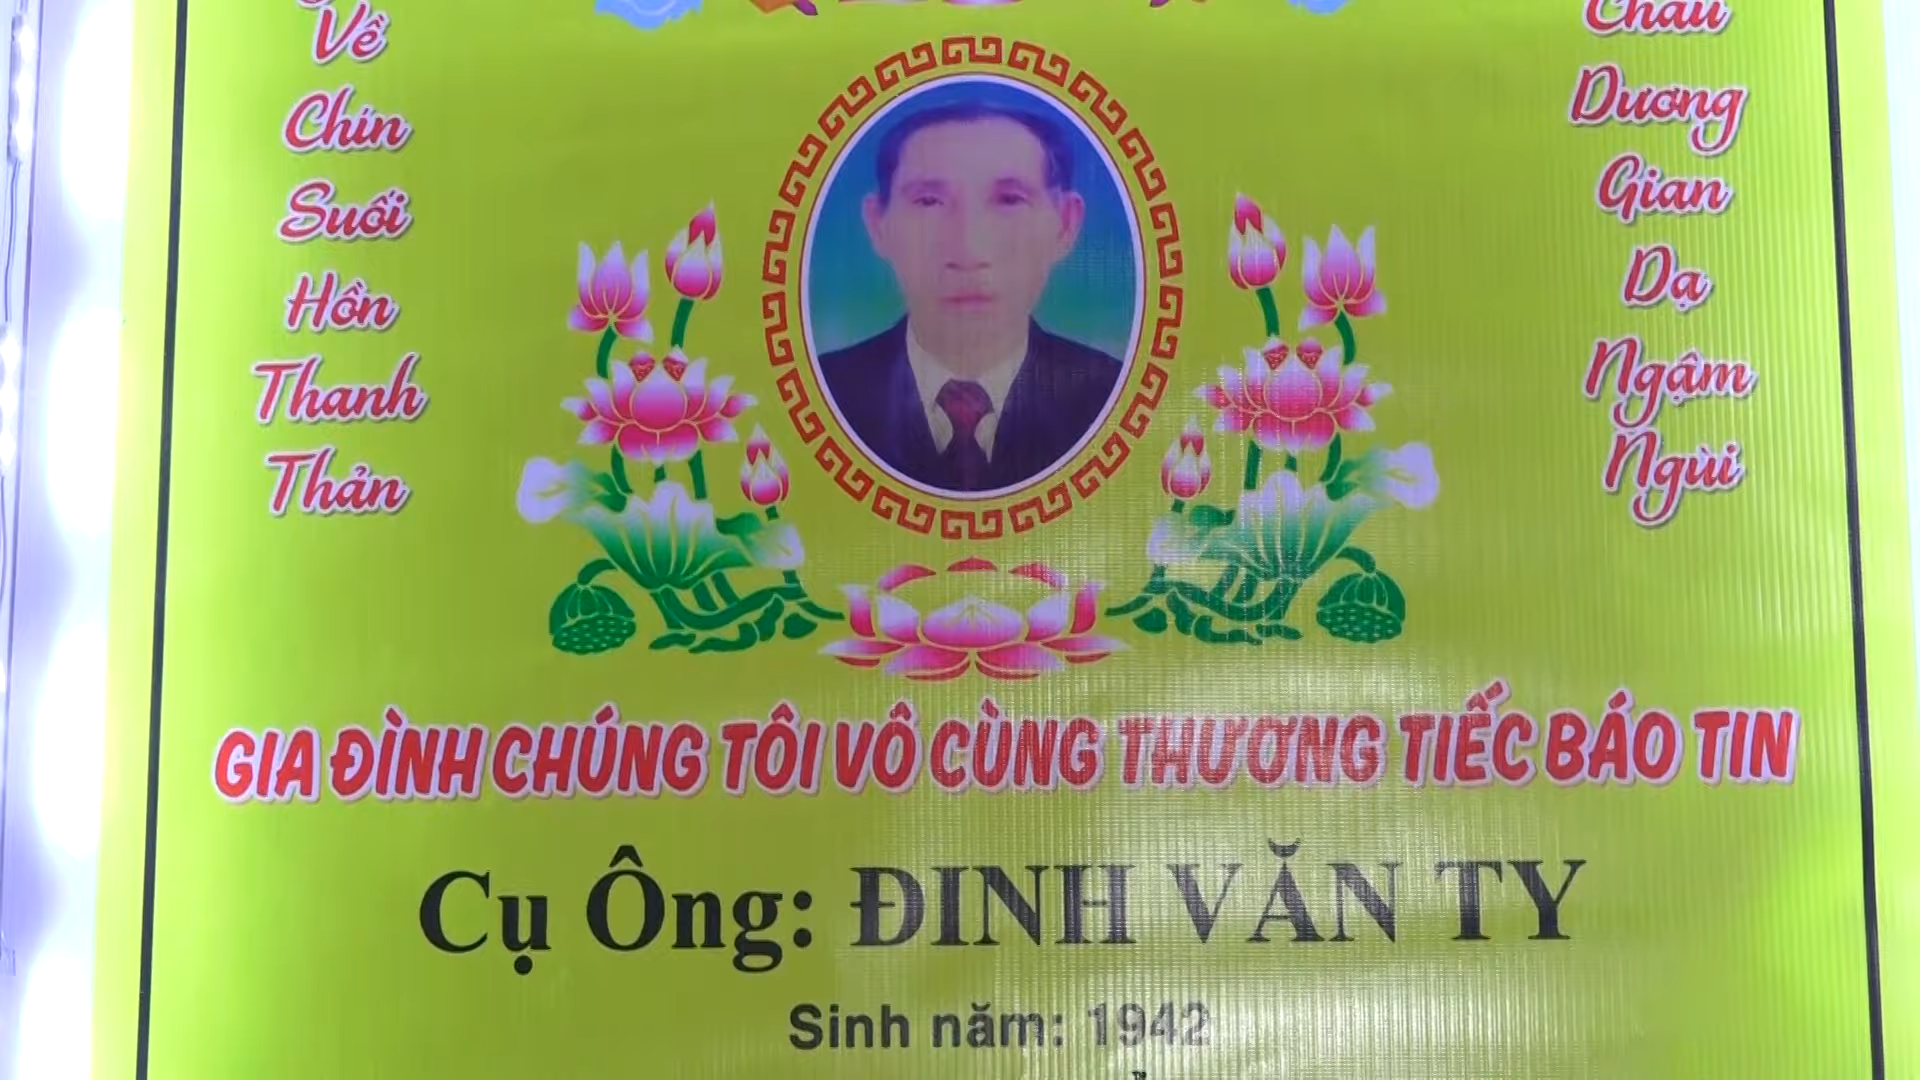 Về
Chín
Suối
Hồn
Thanh
Thản
Cháu
Dương
Gian
Dạ
Ngậm
Ngùi
GIA ĐÌNH CHÚNG TÔI VÔ CÙNG THƯƠNG TIẾC BÁO TIN
Cụ Ông: ĐINH VĂN TY
Sinh năm: 1942